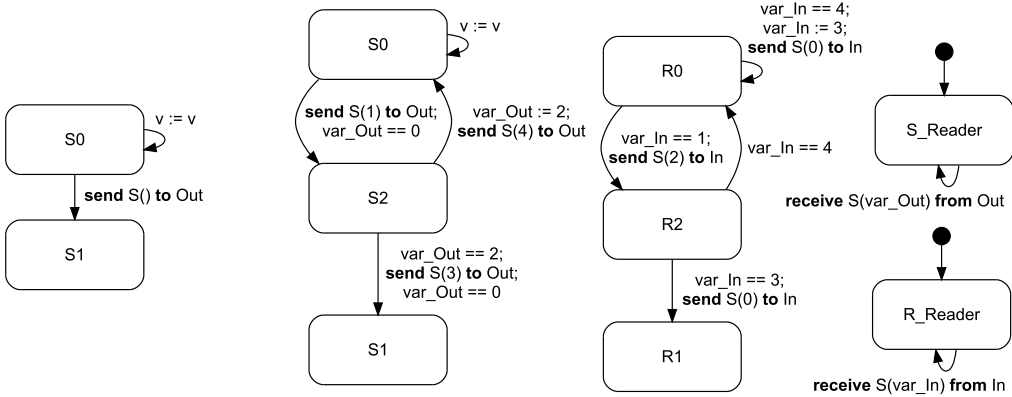 S0
v := v
send S() to Out
S1
S0
v := v
send S(1) to Out;
var_Out == 0
var_Out := 2;
send S(4) to Out
S2
var_Out == 2;
send S(3) to Out;
var_Out == 0
S1
var_In == 4;
var_In := 3;
send S(0) to In
R0
var_In == 1;
send S(2) to In
var_In == 4
R2
var_In == 3;
send S(0) to In
R1
S_Reader
receive S(var_Out) from Out
R_Reader
receive S(var_In) from In